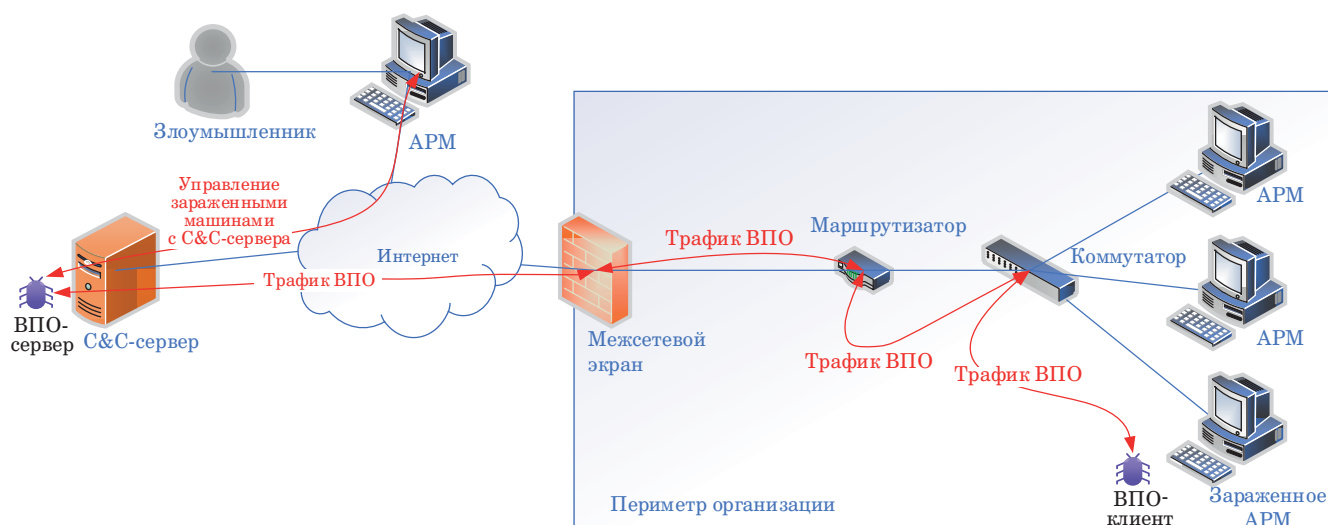 Злоумышленник
АРМ
Управление
зараженными
машинами
с C&C-сервера
Интернет
Трафик ВПО
ВПО-
сервер
C&C-сервер
Межсетевой
экран
Трафик ВПО
Маршрутизатор
Трафик ВПО
Коммутатор
Трафик ВПО
АРМ
АРМ
ВПО-
клиент
Зараженное
АРМ
Периметр организации